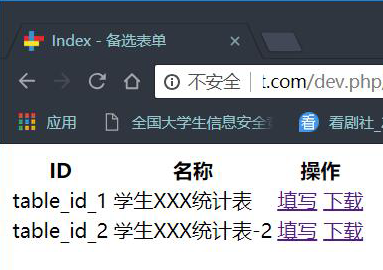 Index - 备选表单
不安全 t.com/dev.php/
应用 全国大学生信息安全 看剧社_
ID 名称 操作
table_id_1 学生XXX统计表 填写 下载
table_id_2 学生XXX统计表-2 填写 下载